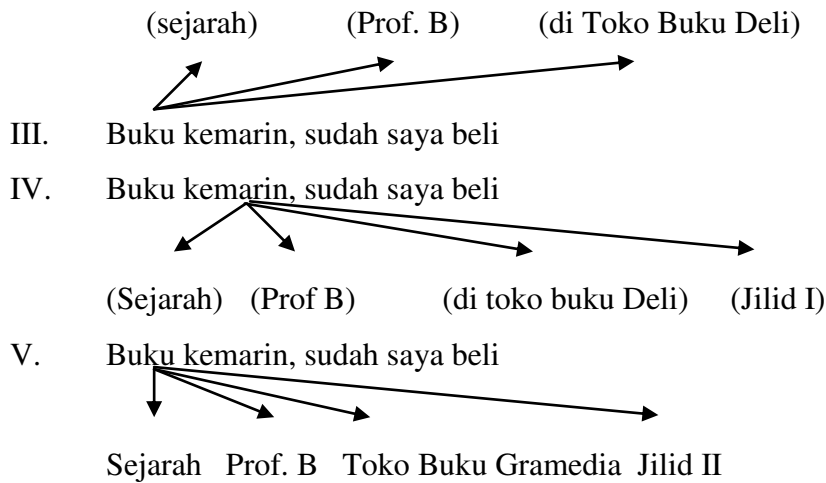 (sejarah) (Prof. B) (di Toko Buku Deli)
III. Buku kemarin, sudah saya beli
IV. Buku kemarin, sudah saya beli
(Sejarah) (Prof B) (di toko buku Deli) (Jilid I)
V. Buku kemarin, sudah saya beli
Sejarah Prof. B Toko Buku Gramedia Jilid II